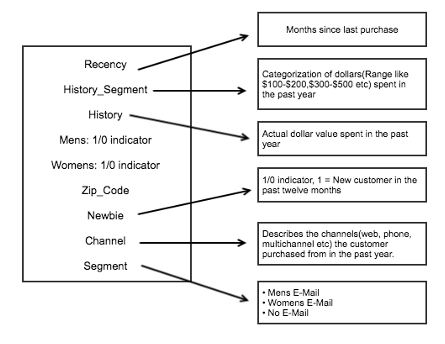 Recency
History_Segment
History
Mens: 1/0 indicator
Womens: 1/0 indicator
Zip_Code
Newbie
Channel
Segment
Months since last purchase
Categorization of dollars(Range like
$100-$200,$300-$500 etc) spent in
the past year
Actual dollar value spent in the past
year
1/0 indicator, 1 = New customer in the
past twelve months
Describes the channels(web, phone,
multichannel etc) the customer
purchased from in the past year.
• Mens E-Mail
• Womens E-Mail
• No E-Mail